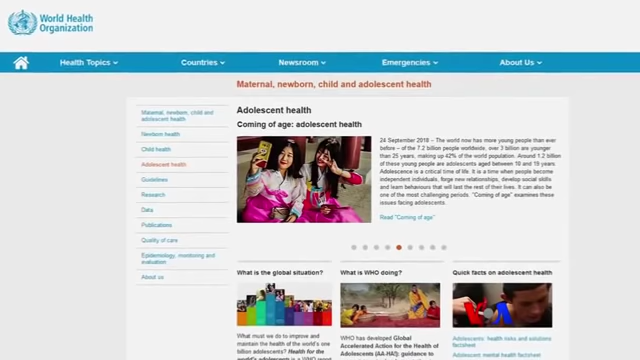 World Health
Organization
Health Topics
Countries
Newsroom
Emergencies
About Us
Maternal, newborn, child and adolescent health
Maternal, newborn, child and
adolescent health
Newborn health
Child health
Adolescent health
Guidelines
Research
Data
Publications
Quality of care
Epidemiology, monitoring and
evaluation
About us
Adolescent health
Coming of age: adolescent health
24 September 2018 – The world now has more young people than ever
before – of the 7.2 billion people worldwide, over 3 billion are younger
than 25 years, making up 42% of the world population. Around 1.2 billion
of these young people are adolescents aged between 10 and 19 years.
Adolescence is a critical time of life. It is a time when people become
independent individuals, forge new relationships, develop social skills
and learn behaviours that will last the rest of their lives. It can also be
one of the most challenging periods. "Coming of age" examines these
issues facing adolescents.
Read "Coming of age"
What is the global situation?
What must we do to improve and
maintain the health of the world's
one billion adolescents? Health for the
world's adolescents is a WHO report
What is WHO doing?
WHO has developed Global
Accelerated Action for the Health of
Adolescents (AA-HA!): guidance to
Quick facts on adolescent health
VOA
Adolescents: health risks and solutions
factsheet
Adolescent mental health factsheet